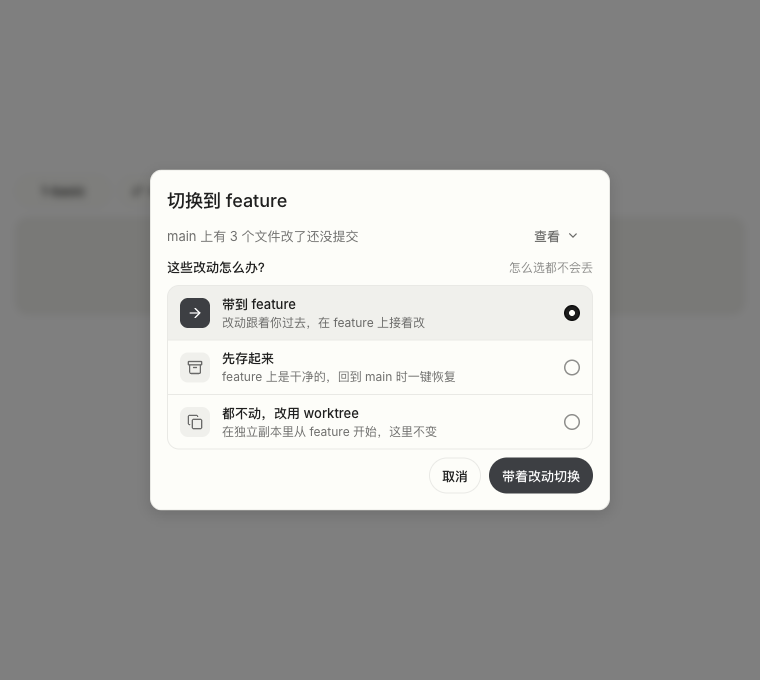 切换到 feature
main 上有 3 个文件改了还没提交
查看
这些改动怎么办?
怎么选都不会丢
带到 feature
改动跟着你过去，在 feature 上接着改
先存起来
feature 上是干净的，回到 main 时一键恢复
都不动，改用 worktree
在独立副本里从 feature 开始，这里不变
取消
带着改动切换